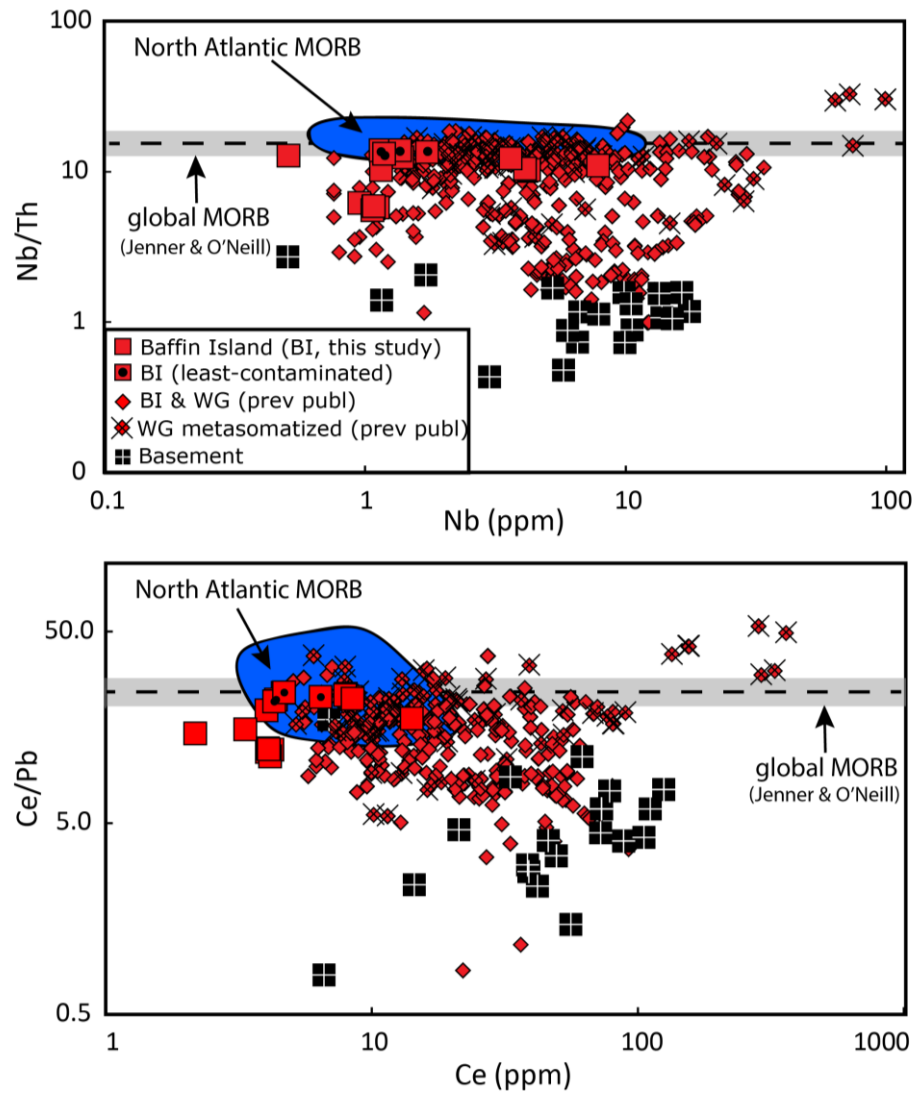 100
North Atlantic MORB
10
global MORB
(Jenner & O'Neill)
Nb/Th
1
Baffin Island (BI, this study)
BI (least-contaminated)
BI & WG (prev publ)
WG metasomatized (prev publ)
Basement
0
0.1
1
10
100
Nb (ppm)
North Atlantic MORB
50.0
global MORB
(Jenner & O'Neill)
Ce/Pb
5.0
0.5
1
10
100
1000
Ce (ppm)